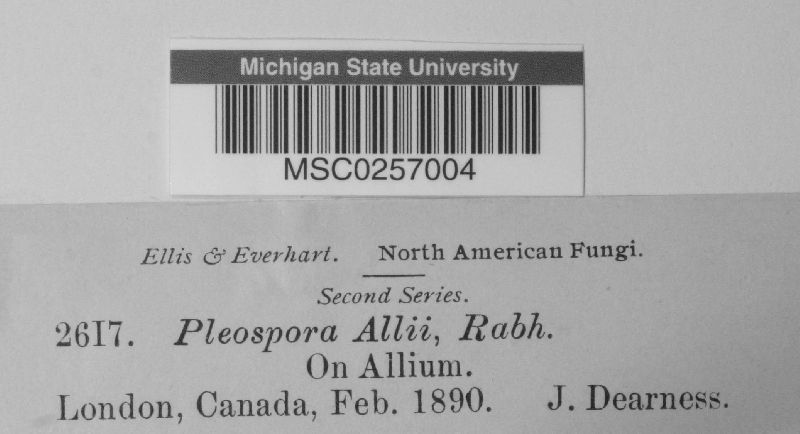 Michigan State University
MSC0257004
Ellis & Everhart. North American Fungi.
Second Series.
2617. Pleospora Allii, Rabh.
On Allium.
London, Canada, Feb. 1890. J. Dearness.